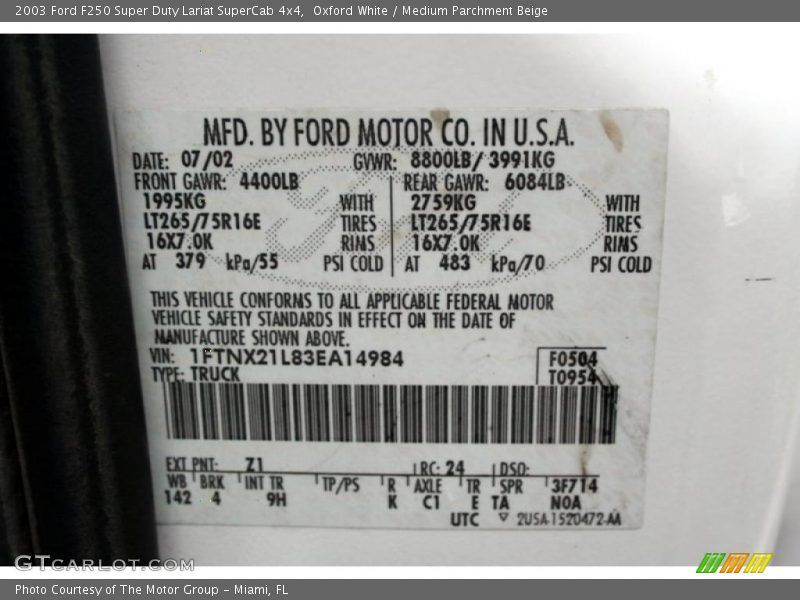 2003 Ford F250 Super Duty Lariat SuperCab 4x4,  Oxford White / Medium Parchment Beige
MFD. BY FORD MOTOR CO. IN U.S.A.
DATE: 07/02 GVWR: 8800LB/ 3991KG
FRONT GAWR: 4400LB REAR GAWR: 6084LB
1995KG WITH 2759KG WITH
LT265/75R16E TIRES LT265/75R16E TIRES
16X7.0K RIMS 16X7.0K RIMS
AT 379 kPa/55 PSI COLD AT 483 kPa/70 PSI COLD
THIS VEHICLE CONFORMS TO ALL APPLICABLE FEDERAL MOTOR
VEHICLE SAFETY STANDARDS IN EFFECT ON THE DATE OF
MANUFACTURE SHOWN ABOVE.
VIN: 1FTNX21L83EA14984 F0504
TYPE: TRUCK T0954
EXT PNT: Z1 RC: 24 DSO:
WB BRK INT TR TP/PS R AXLE TR SPR 3F714
142 4 9H K C1 E TA NOA
UTC 2USA-1520472-AA
GTCARLOT.COM
Photo Courtesy of The Motor Group - Miami, FL